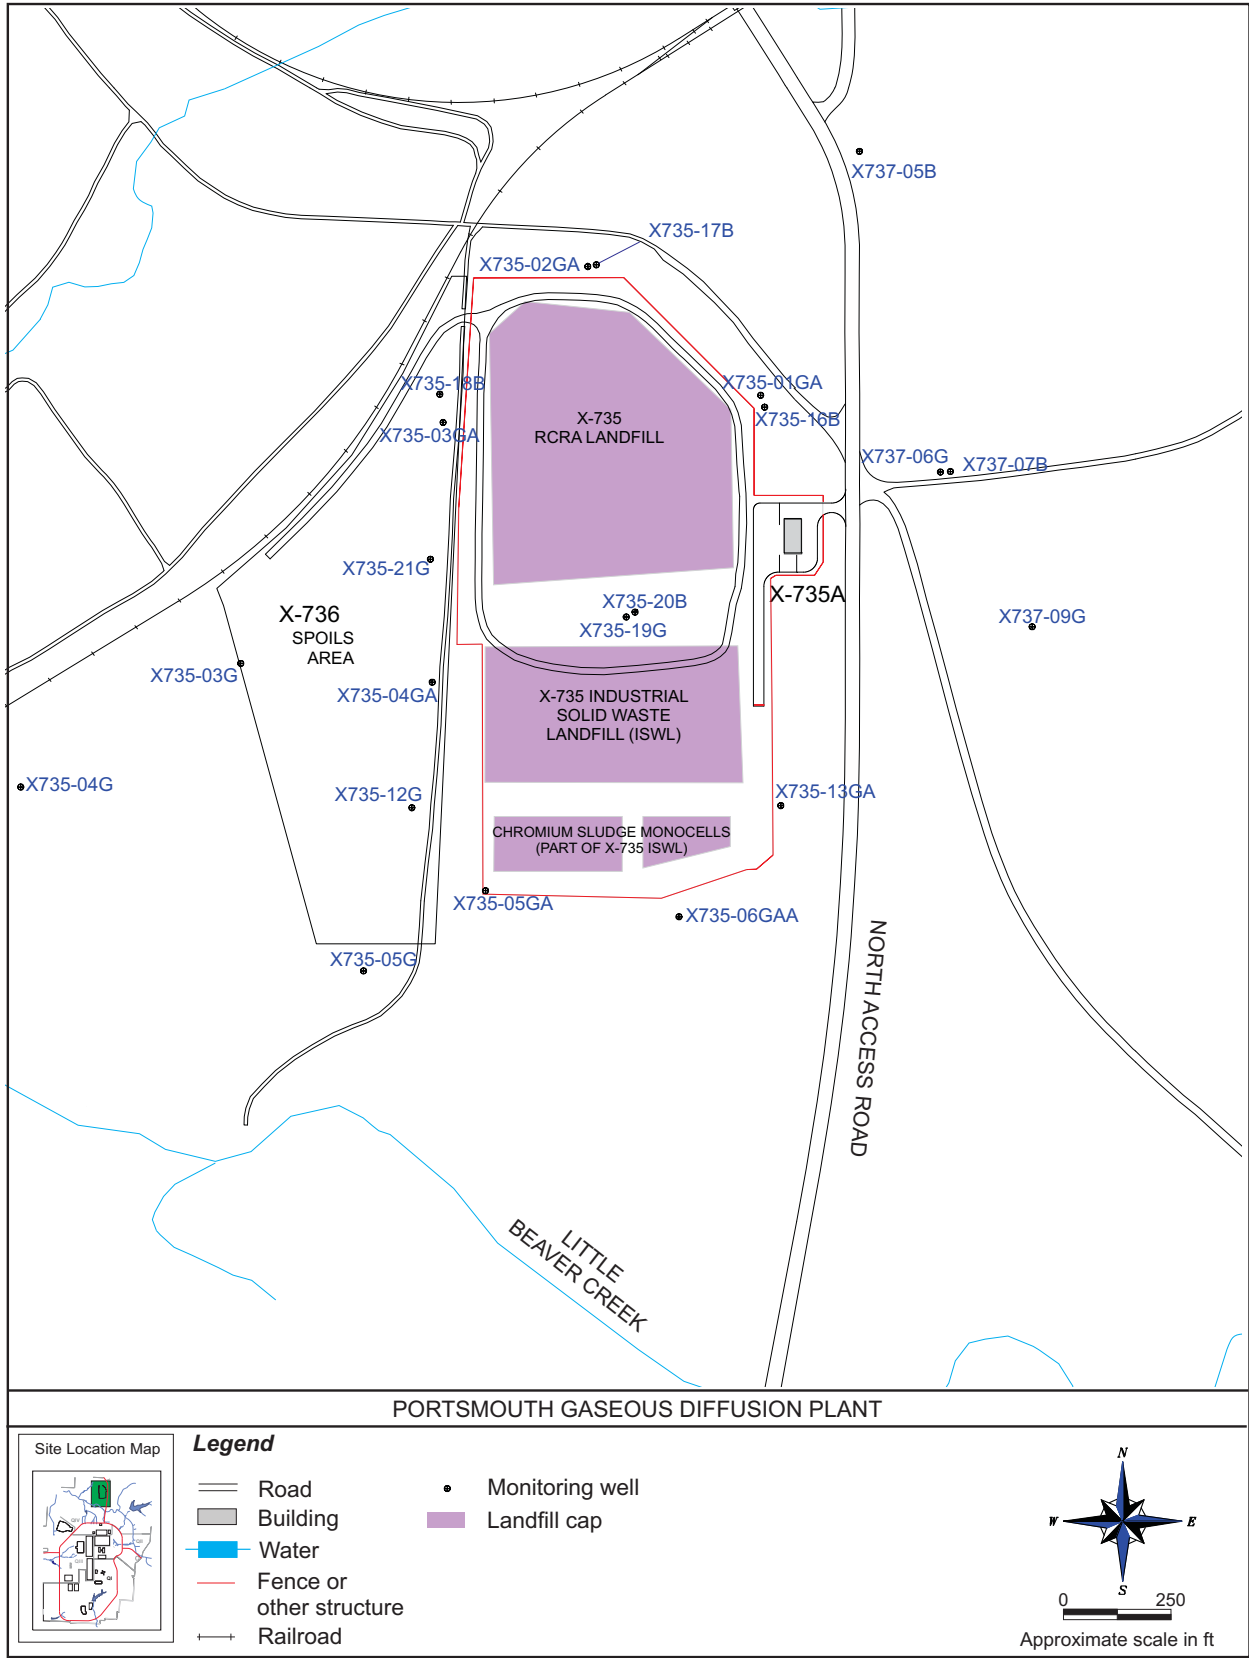 X737-05B
X735-17B
X735-02GA
X735-18B
X735-01GA
X735-03GA
X735-16B
X-735
RCRA LANDFILL
X737-06G
X737-07B
X735-21G
X-735A
X735-20B
X735-19G
X-736
SPOILS
AREA
X737-09G
X735-03G
X735-04GA
X-735 INDUSTRIAL
SOLID WASTE
LANDFILL (ISWL)
X735-04G
X735-12G
X735-13GA
CHROMIUM SLUDGE MONOCELLS
(PART OF X-735 ISWL)
X735-05GA
X735-06GAA
X735-05G
NORTH ACCESS ROAD
LITTLE
BEAVER CREEK
PORTSMOUTH GASEOUS DIFFUSION PLANT
Site Location Map
Legend
Road
Building
Water
Fence or
other structure
Railroad
Monitoring well
Landfill cap
N
W
E
S
0 250
Approximate scale in ft